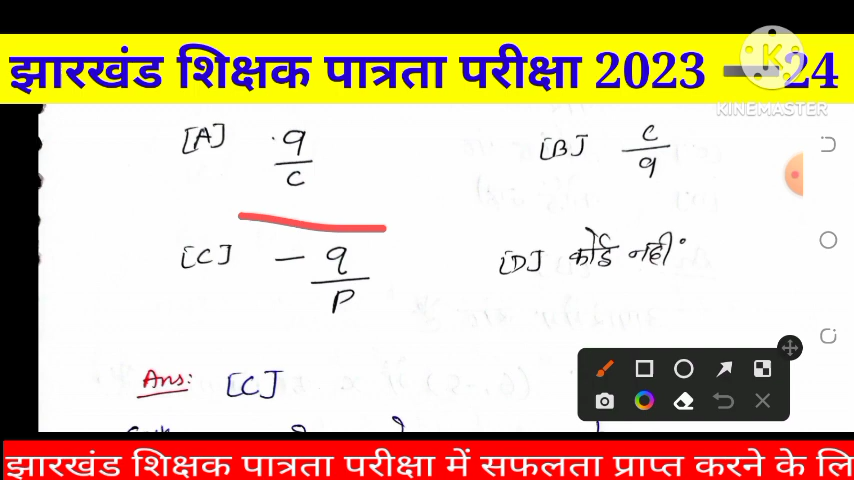 झारखंड शिक्षक पात्रता परीक्षा 2023 — 24
KINEMASTER
[A] q/c [B] c/q
[C] - q/p [D] कोई नहीं
Ans: [C]
झारखंड शिक्षक पात्रता परीक्षा में सफलता प्राप्त करने के लि